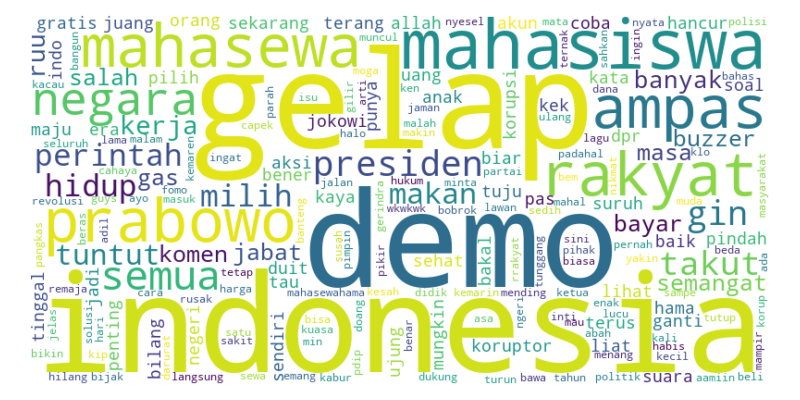 gratis juang orang sekarang terang allah nyesel akun mata coba nyata hancur polisi
ruu indo kacau bangun mahasewa muncul mahasiswa ternak sahkan ingin
salah pilih gelap uang kata banyak bahas soal
negara parah isu moga arti gilir punya ken jaman korupsi kek dana ampas
maju era kerja capek jokowi malah makin anak ulang lagu dpr buzzer
seluruh lama malam kemaren ingat halo aksi presiden biar padahal makan klo masa rakyat masyarakat
perintah cahaya fomo bener jalan hukum minta partai nikmat bem
hidup gas masuk milih kaya gerindra makan tuju pas mahal suruh bayar muda pindah
revolusi guys ayo adil banteng wkwkwk bobrok lawan sedih baik beda ada
pangkas beras prabowo susah pimpin demo gin pernah yakin
tuntut komen jabat pikir sehat bakal rrakyat tunggang sini pihak biasa takut semangat
tinggal remaja jadi semua tetap duit tau mahasewahama kesah didik kemarin mending ketua ngeri enak lihat sampe korup
jelas solusi hari cara rusak harga indonesia inti mau lucu hama tutup
bikin kip penting bilang darurat negeri satu sakit sendiri bisa kuasa min pdip doang ujung benar mungkin asa koruptor menang abah terus liat habis ganti kali kecil mampir
hilang bijak langsung sewa semang kabur dukung turun bawa tahun politik suara aamiin beli